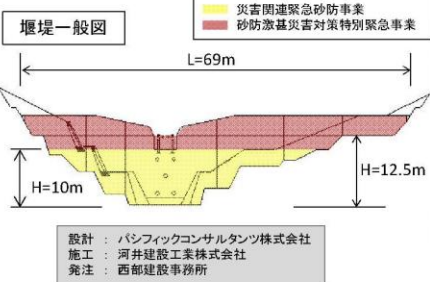 災害関連緊急砂防事業
砂防激甚災害対策特別緊急事業
堰堤一般図
L=69m
H=10m
H=12.5m
設計 : パシフィックコンサルタンツ株式会社
施工 : 河井建設工業株式会社
発注 : 西部建設事務所